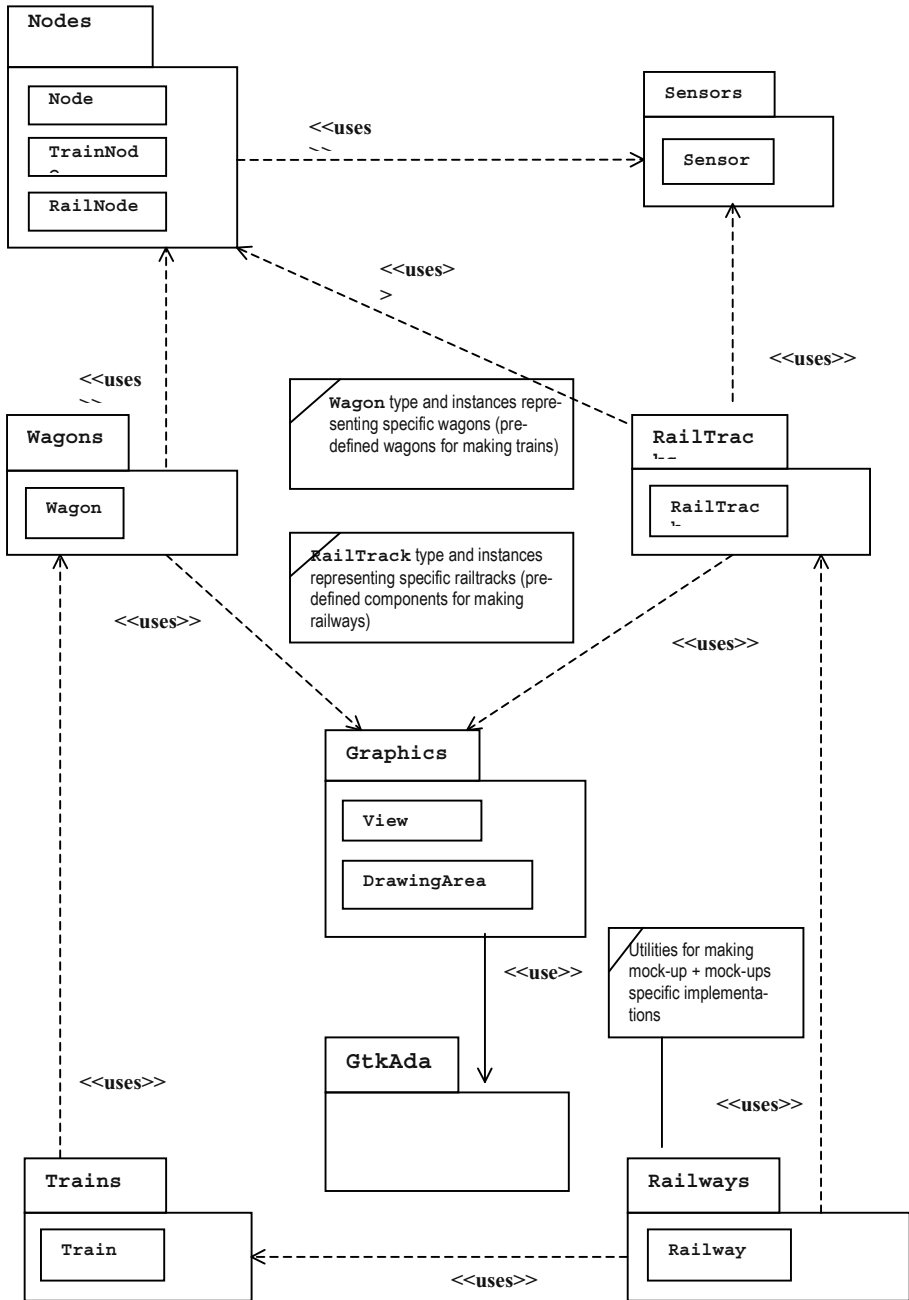 Nodes
Node
TrainNod
RailNode
<<uses
Sensors
Sensor
<<uses>
>
<<uses>>
<<uses
Wagons
Wagon
Wagon type and instances repre-
senting specific wagons (pre-
defined wagons for making trains)
RailTrac
RailTrac
RailTrack type and instances
representing specific railtracks (pre-
defined components for making
railways)
<<uses>>
<<uses>>
Graphics
View
DrawingArea
<<use>>
Utilities for making
mock-up + mock-ups
specific implementa-
tions
GtkAda
<<uses>>
<<uses>>
Trains
Train
Railways
Railway
<<uses>>